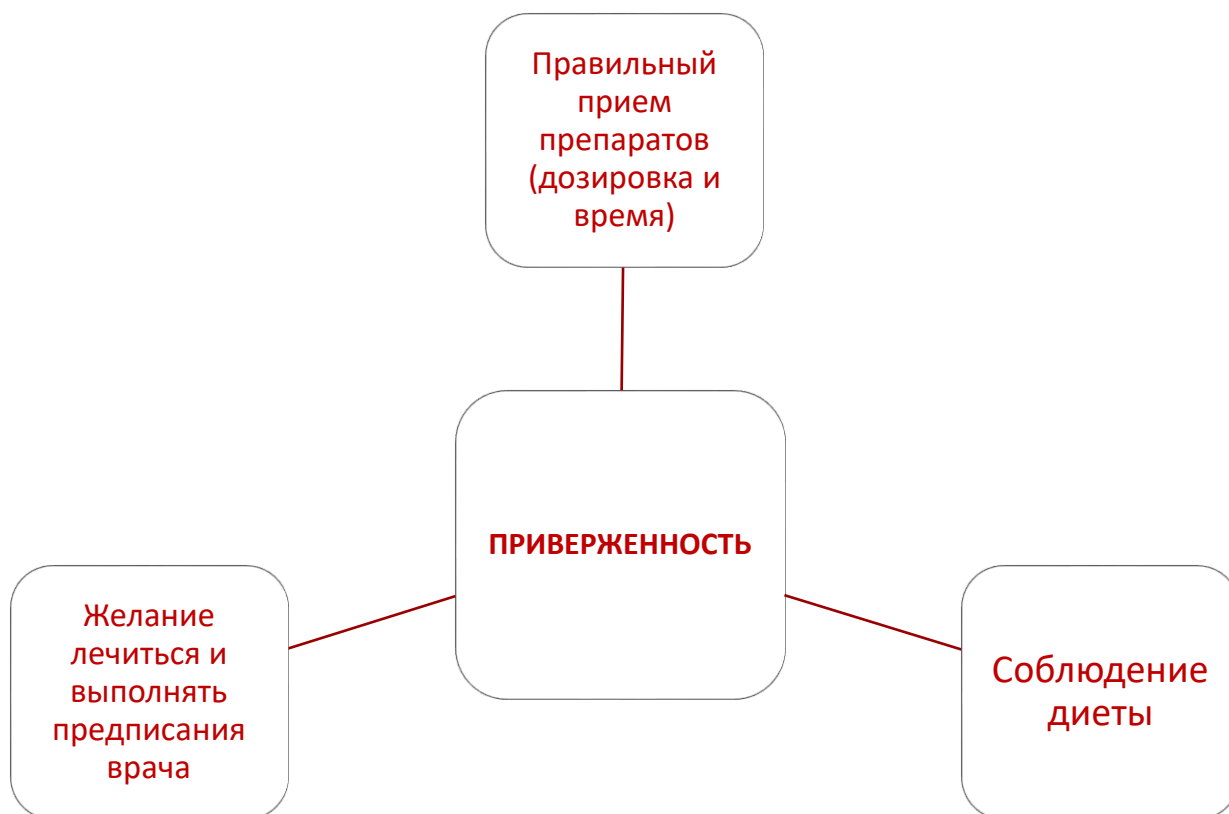 Правильный
прием
препаратов
(дозировка и
время)
ПРИВЕРЖЕННОСТЬ
Желание
лечиться и
выполнять
предписания
врача
Соблюдение
диеты